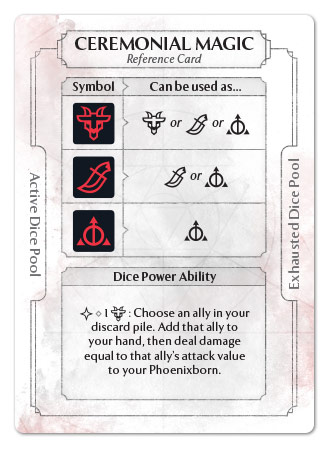 CEREMONIAL MAGIC
Reference Card
Symbol Can be used as...
or or
or
Active Dice Pool
Exhausted Dice Pool
Dice Power Ability
1 : Choose an ally in your
discard pile. Add that ally to
your hand, then deal damage
equal to that ally's attack value
to your Phoenixborn.